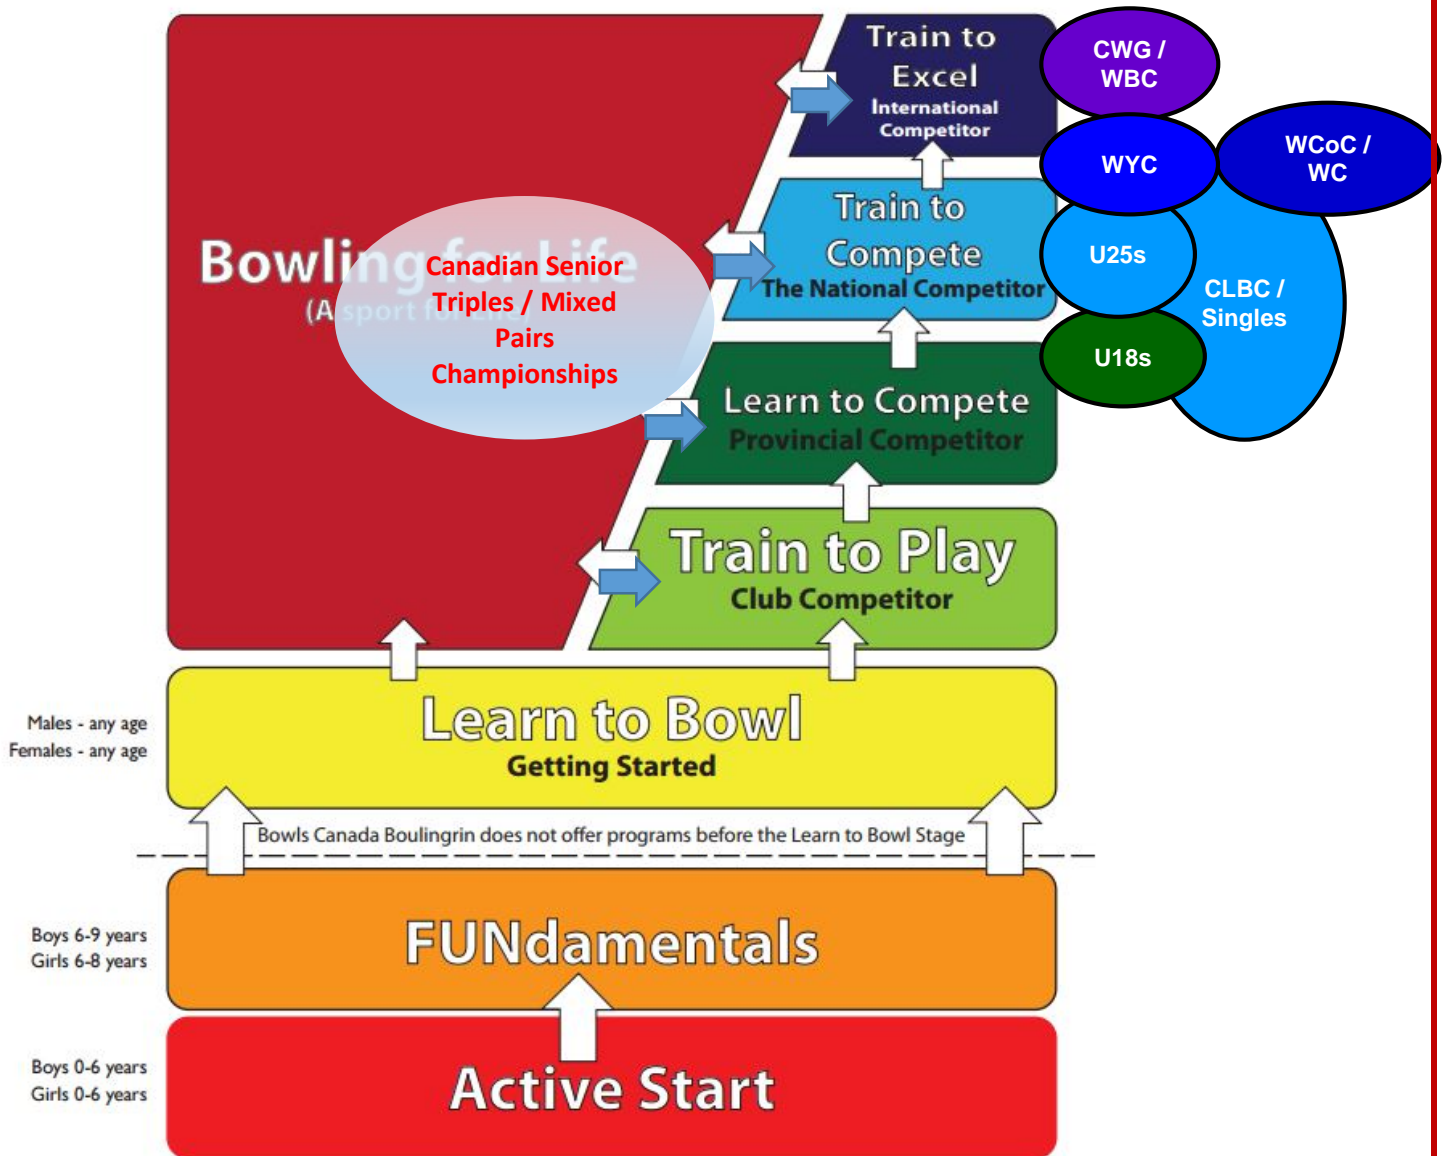 Train to
Excel
International
Competitor
CWG /
WBC
WYC
WCoC /
WC
Train to
Compete
The National Competitor
U25s
CLBC /
Singles
U18s
Bowling for Life
(A sport for Life)
Canadian Senior
Triples / Mixed
Pairs
Championships
Learn to Compete
Provincial Competitor
Train to Play
Club Competitor
Males - any age
Females - any age
Learn to Bowl
Getting Started
Bowls Canada Boulingrin does not offer programs before the Learn to Bowl Stage
Boys 6-9 years
Girls 6-8 years
FUNdamentals
Boys 0-6 years
Girls 0-6 years
Active Start